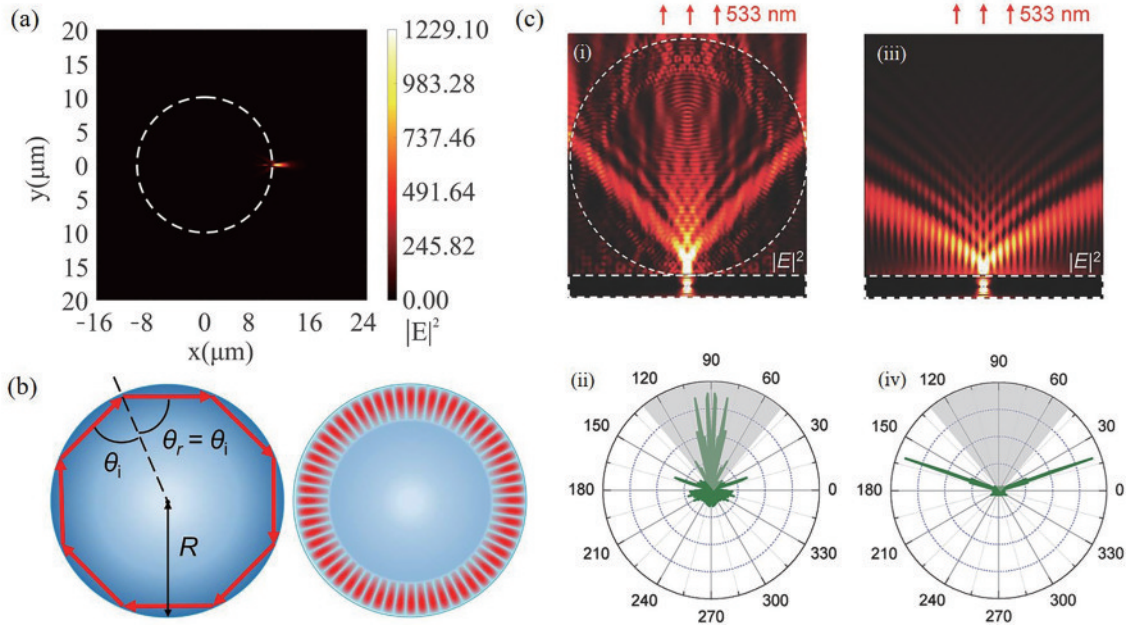 (a)
20
15
10
5
0
5
10
15
20
y(μm)
-16 -8 0 8 16 24
x(μm)
1229.10
983.28
737.46
491.64
245.82
0.00
|E|²
(b)
θi
θr = θi
R
(c)
533 nm
(i)
|E|²
533 nm
(iii)
|E|²
(ii)
90
120 60
150 30
180 0
210 330
240 300
270
(iv)
90
120 60
150 30
180 0
210 330
240 300
270